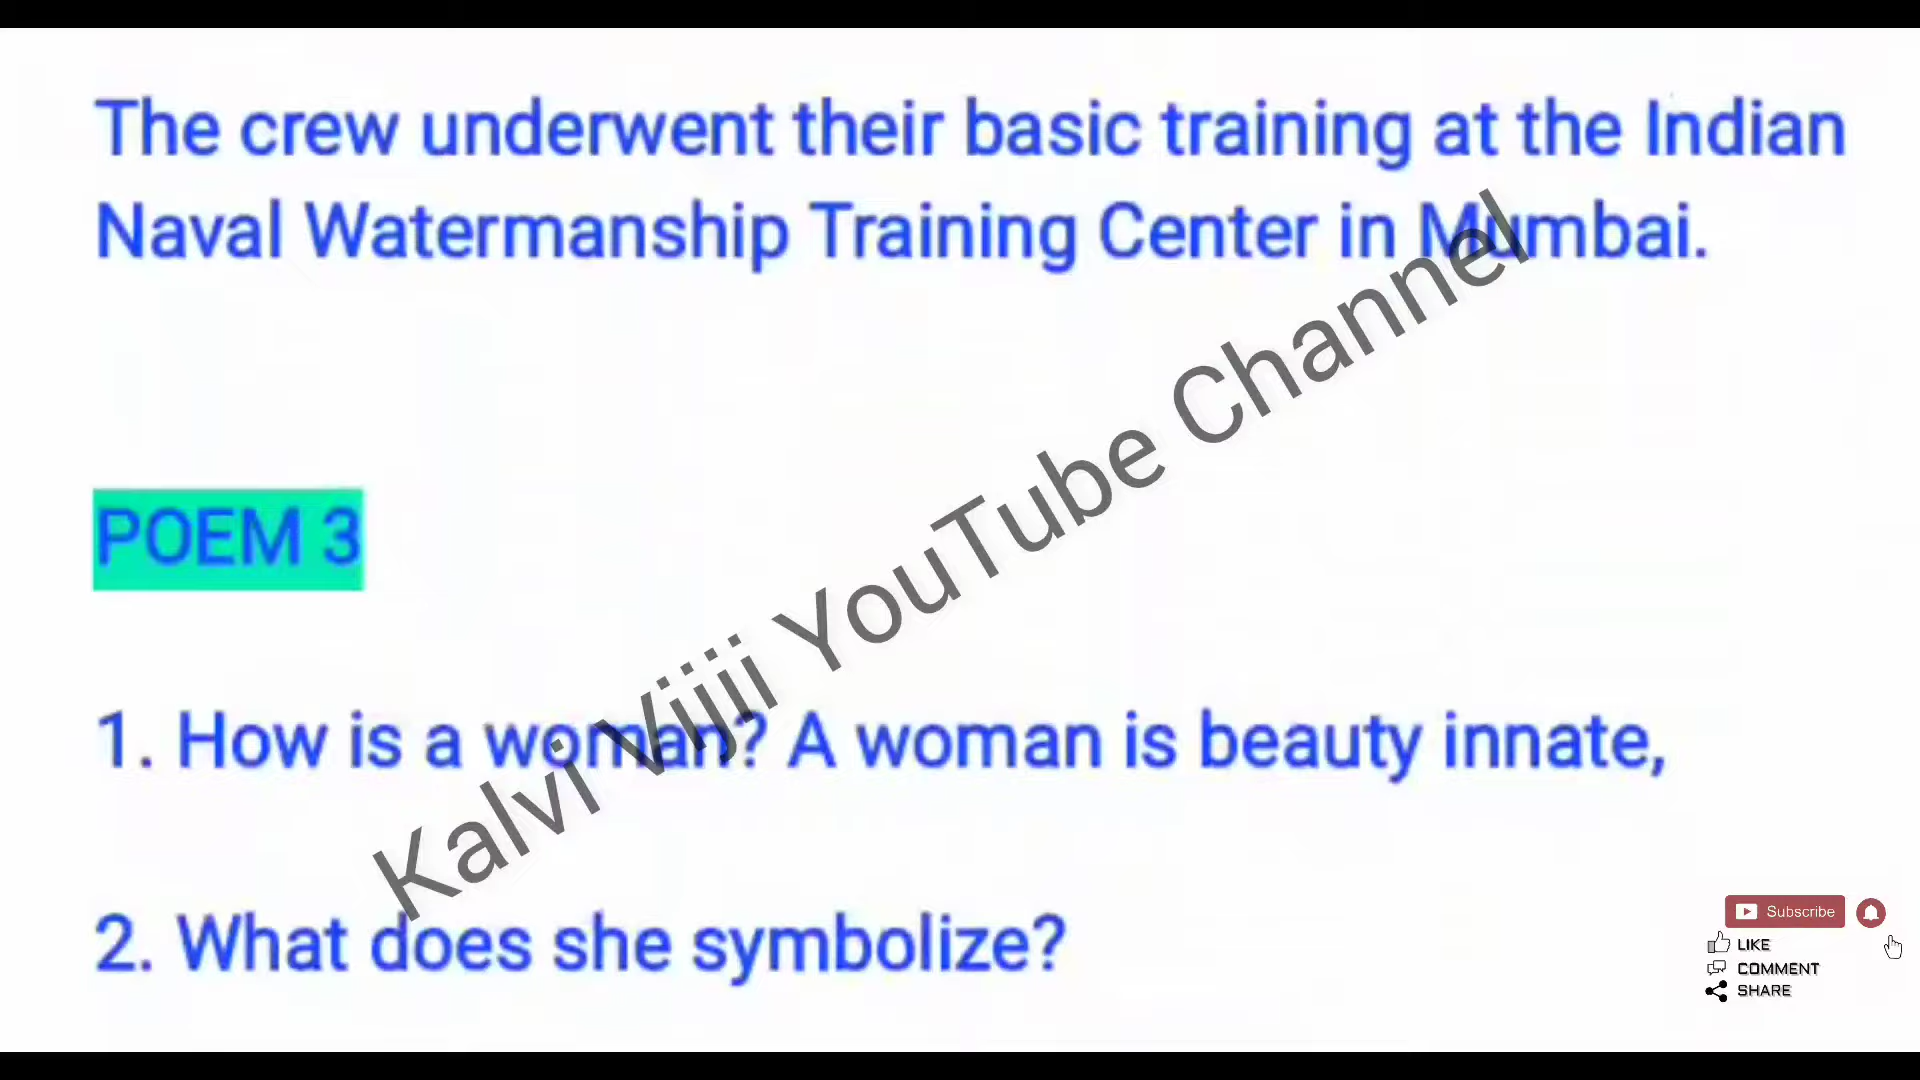 The crew underwent their basic training at the Indian
Naval Watermanship Training Center in Mumbai.
POEM 3
1. How is a woman? A woman is beauty innate,
2. What does she symbolize?
Kalvi Vijji YouTube Channel
Subscribe
LIKE
COMMENT
SHARE